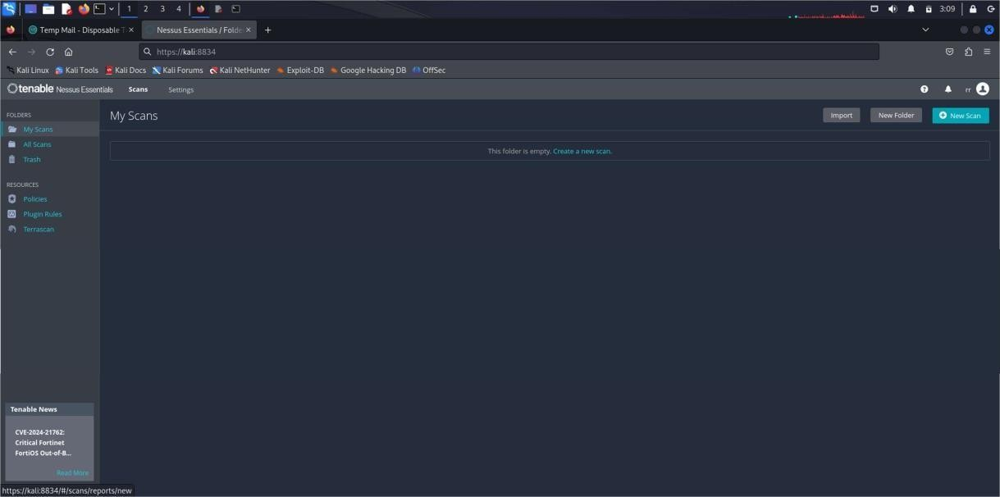 1 2 3 4 3:09
Temp Mail - Disposable T Nessus Essentials / Folde
https://kali:8834
Kali Linux Kali Tools Kali Docs Kali Forums Kali NetHunter Exploit-DB Google Hacking DB OffSec
tenable Nessus Essentials Scans Settings rr
FOLDERS
My Scans
All Scans
Trash
RESOURCES
Policies
Plugin Rules
Terrascan
My Scans Import New Folder New Scan
This folder is empty. Create a new scan.
Tenable News
CVE-2024-21762:
Critical Fortinet
FortiOS Out-of-B...
Read More
https://kali:8834/#/scans/reports/new